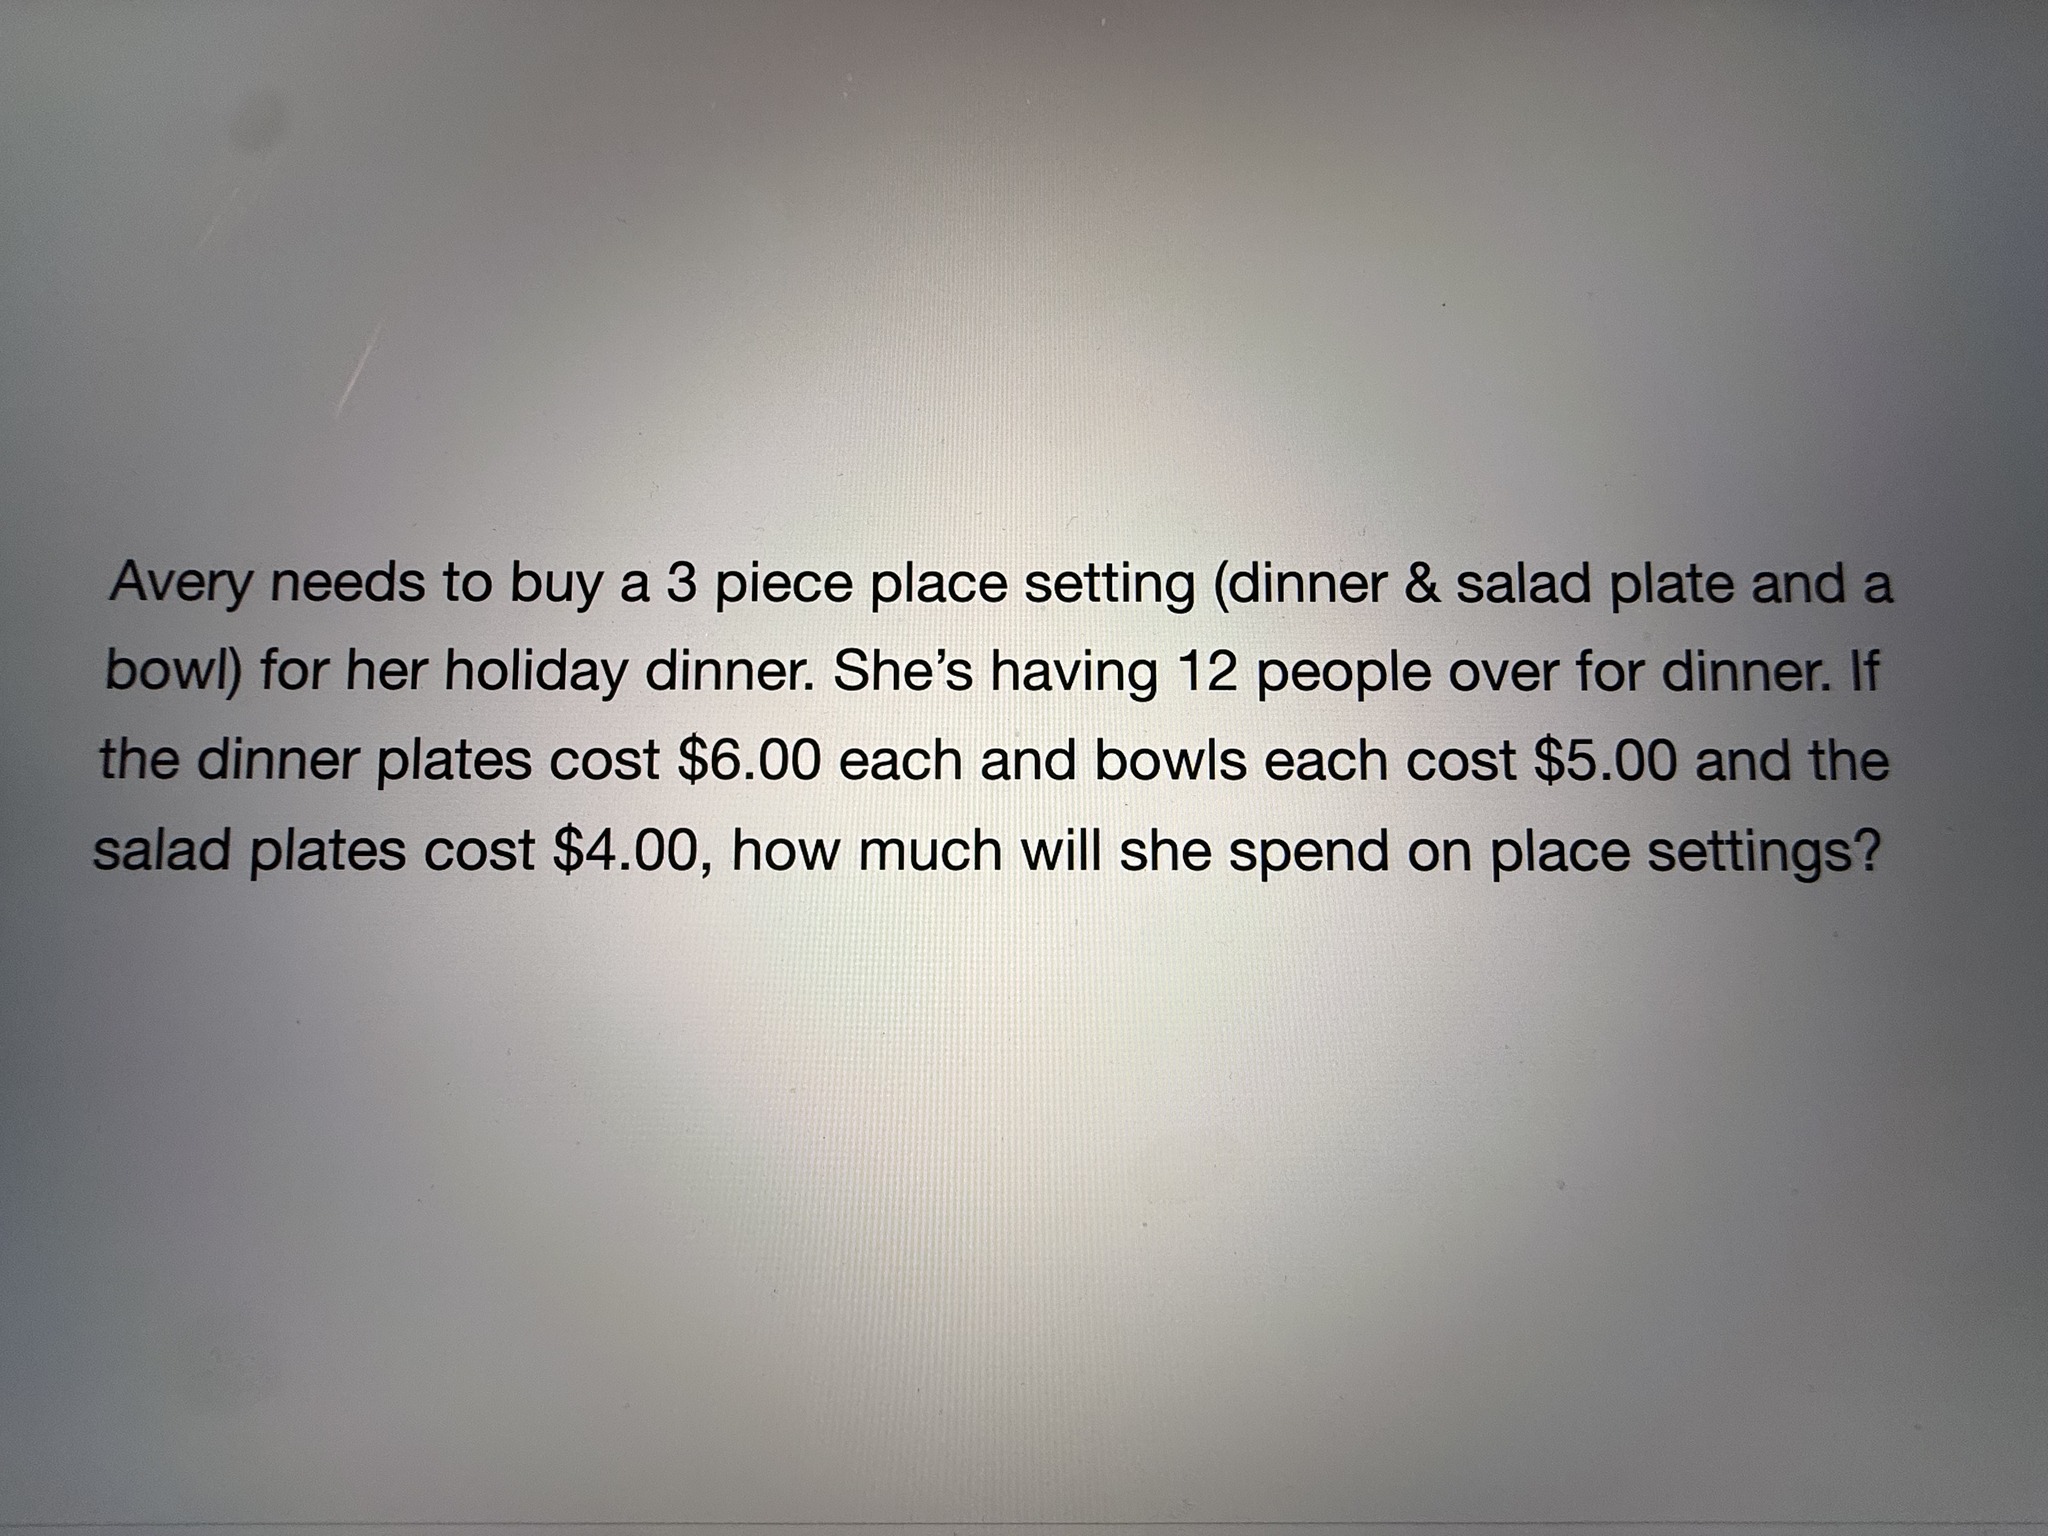 Avery needs to buy a 3 piece place setting (dinner & salad plate and a
bowl) for her holiday dinner. She’s having 12 people over for dinner. If
the dinner plates cost $6.00 each and bowls each cost $5.00 and the
salad plates cost $4.00, how much will she spend on place settings?